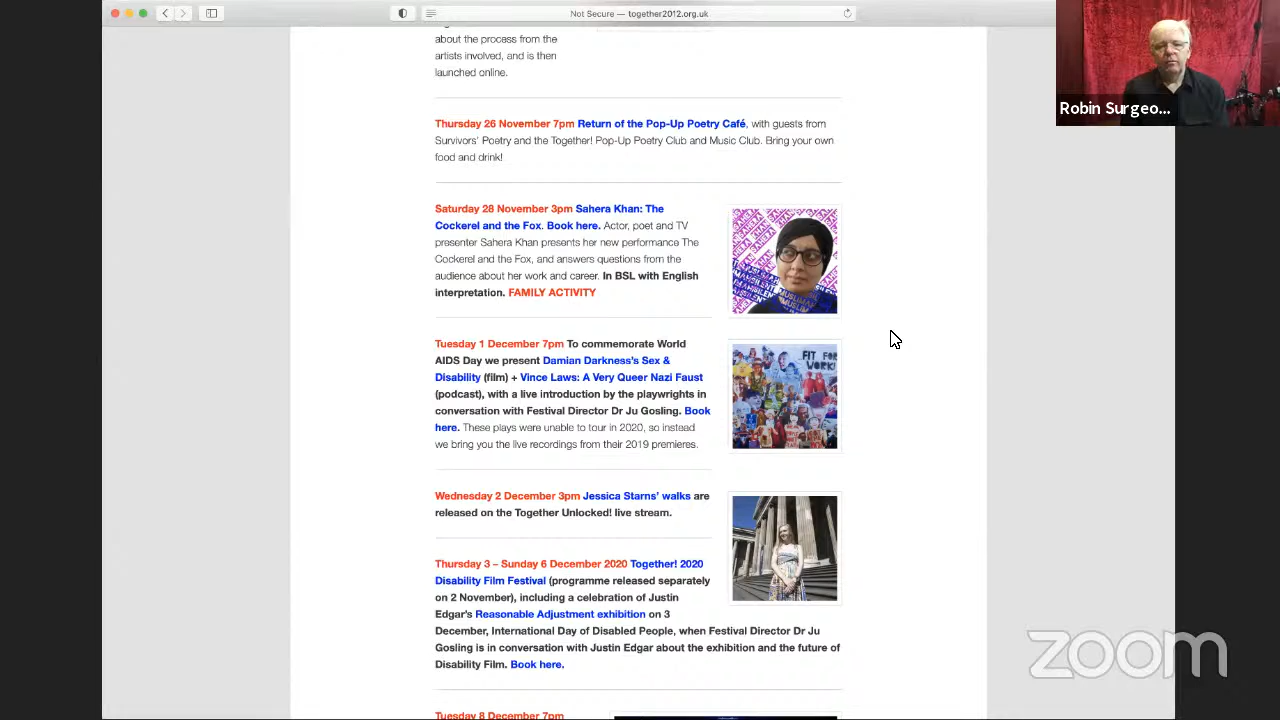 Not Secure — together2012.org.uk
about the process from the
artists involved, and is then
launched online.
Robin Surgeo...
Thursday 26 November 7pm Return of the Pop-Up Poetry Café, with guests from
Survivors' Poetry and the Together! Pop-Up Poetry Club and Music Club. Bring your own
food and drink!
Saturday 28 November 3pm Sahera Khan: The
Cockerel and the Fox. Book here. Actor, poet and TV
presenter Sahera Khan presents her new performance The
Cockerel and the Fox, and answers questions from the
audience about her work and career. In BSL with English
interpretation. FAMILY ACTIVITY
Tuesday 1 December 7pm To commemorate World
AIDS Day we present Damian Darkness's Sex &
Disability (film) + Vince Laws: A Very Queer Nazi Faust
(podcast), with a live introduction by the playwrights in
conversation with Festival Director Dr Ju Gosling. Book
here. These plays were unable to tour in 2020, so instead
we bring you the live recordings from their 2019 premieres.
FIT FOR
WORK!
Wednesday 2 December 3pm Jessica Starns' walks are
released on the Together Unlocked! live stream.
Thursday 3 – Sunday 6 December 2020 Together! 2020
Disability Film Festival (programme released separately
on 2 November), including a celebration of Justin
Edgar's Reasonable Adjustment exhibition on 3
December, International Day of Disabled People, when Festival Director Dr Ju
Gosling is in conversation with Justin Edgar about the exhibition and the future of
Disability Film. Book here.
zoom
Tuesday 8 December 7pm